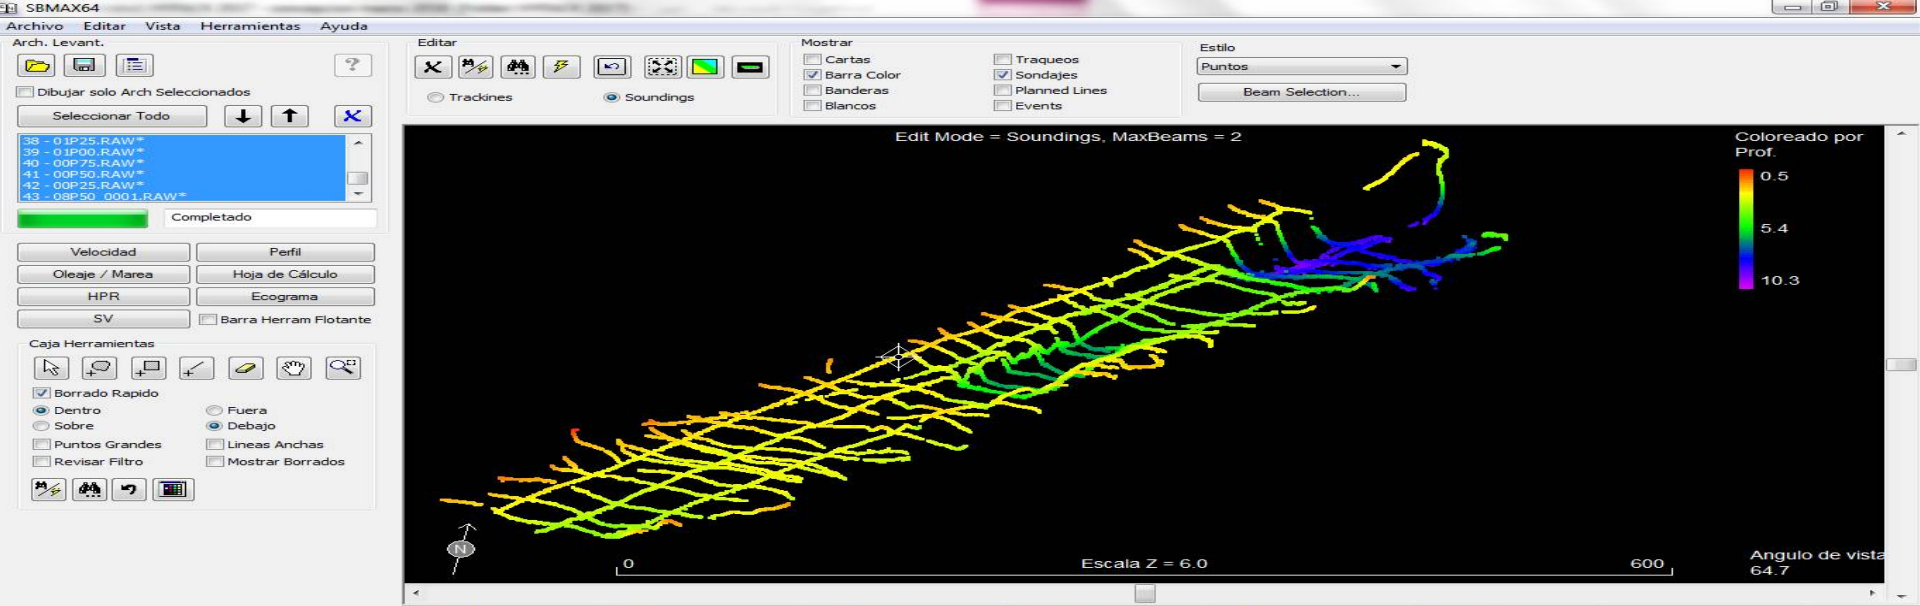 SBMAX64
Archivo Editar Vista Herramientas Ayuda
Arch. Levant.
?
Dibujar solo Arch Seleccionados
Seleccionar Todo
38 - 01P25.RAW*
39 - 01P00.RAW*
40 - 00P75.RAW*
41 - 00P50.RAW*
42 - 00P25.RAW*
43 - 08P50_0001.RAW*
Completado
Velocidad Perfil
Oleaje / Marea Hoja de Cálculo
HPR Ecograma
SV Barra Herram Flotante
Caja Herramientas
Borrado Rapido
Dentro Fuera
Sobre Debajo
Puntos Grandes Lineas Anchas
Revisar Filtro Mostrar Borrados
Editar
Trackines Soundings
Mostrar
Cartas Traqueos
Barra Color Sondajes
Banderas Planned Lines
Blancos Events
Estilo
Puntos
Beam Selection...
Edit Mode = Soundings, MaxBeams = 2
Coloreado por
Prof.
0.5
5.4
10.3
N
0 Escala Z = 6.0 600
Angulo de vista
64.7